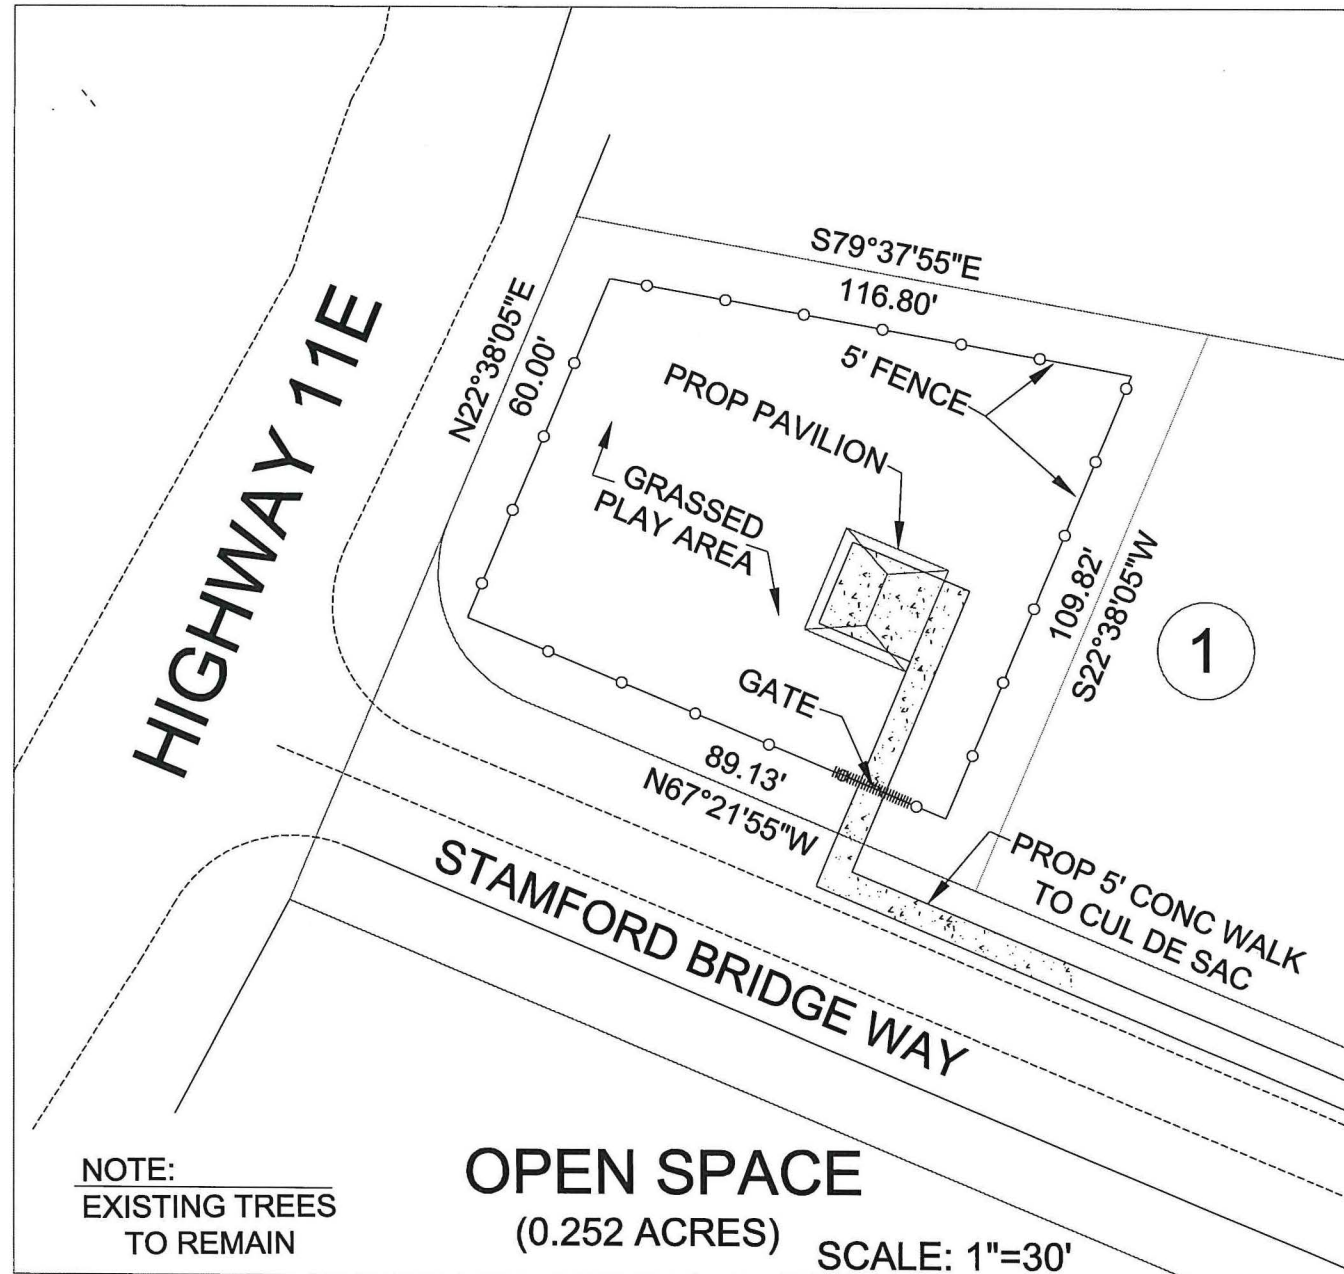 S79°37'55"E
116.80'
HIGHWAY 11E
N22°38'05"E
60.00'
5' FENCE
PROP PAVILION
GRASSED
PLAY AREA
109.82'
S22°38'05"W
1
GATE
89.13'
N67°21'55"W
PROP 5' CONC WALK
TO CUL DE SAC
STAMFORD BRIDGE WAY
NOTE:
EXISTING TREES
TO REMAIN
OPEN SPACE
(0.252 ACRES)
SCALE: 1"=30'